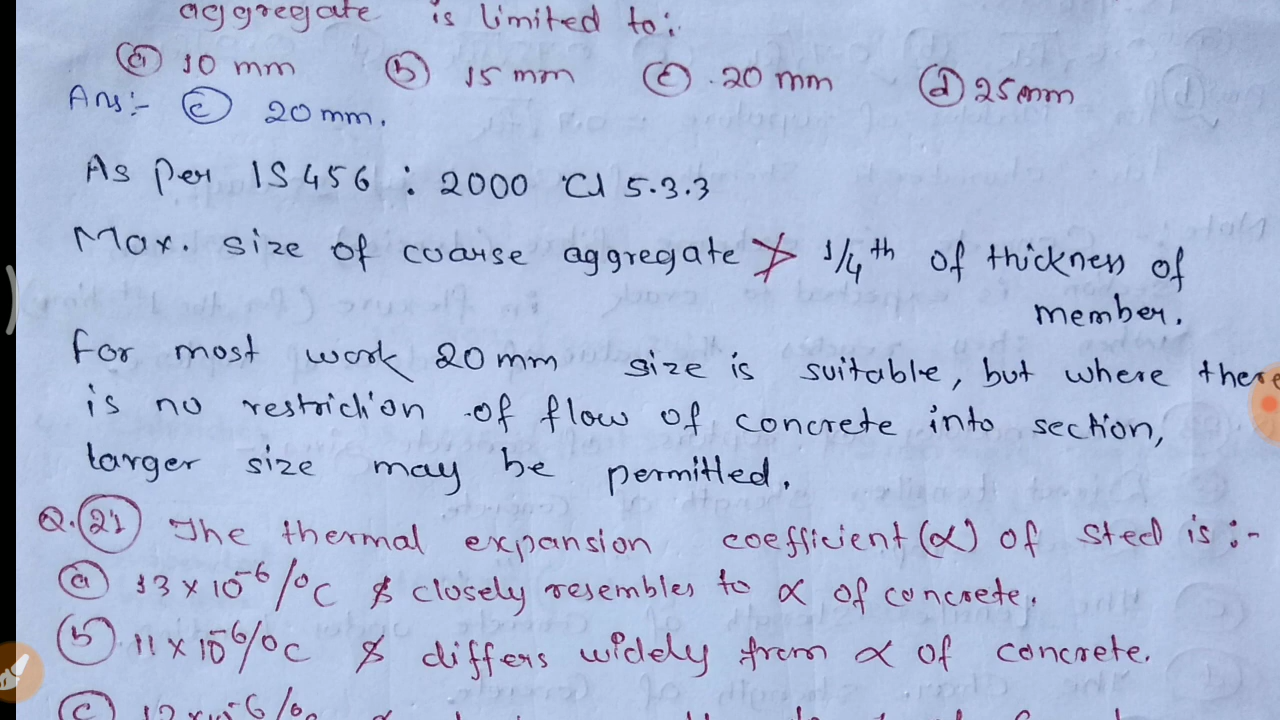 aggregate is limited to:
(a) 10 mm (b) 15 mm (c) 20 mm (d) 25 mm
Ans:- (c) 20 mm.
As Per IS 456 : 2000 Cl 5.3.3
Max. size of coarse aggregate ≯ 1/4th of thickness of
member.
For most work 20 mm size is suitable, but where there
is no restriction of flow of concrete into section,
larger size may be permitted.
Q. (21) The thermal expansion coefficient (α) of steel is :-
(a) 13 × 10^-6/°C & closely resembles to α of concrete.
(b) 11 × 10^-6/°C & differs widely from α of concrete.
(c)